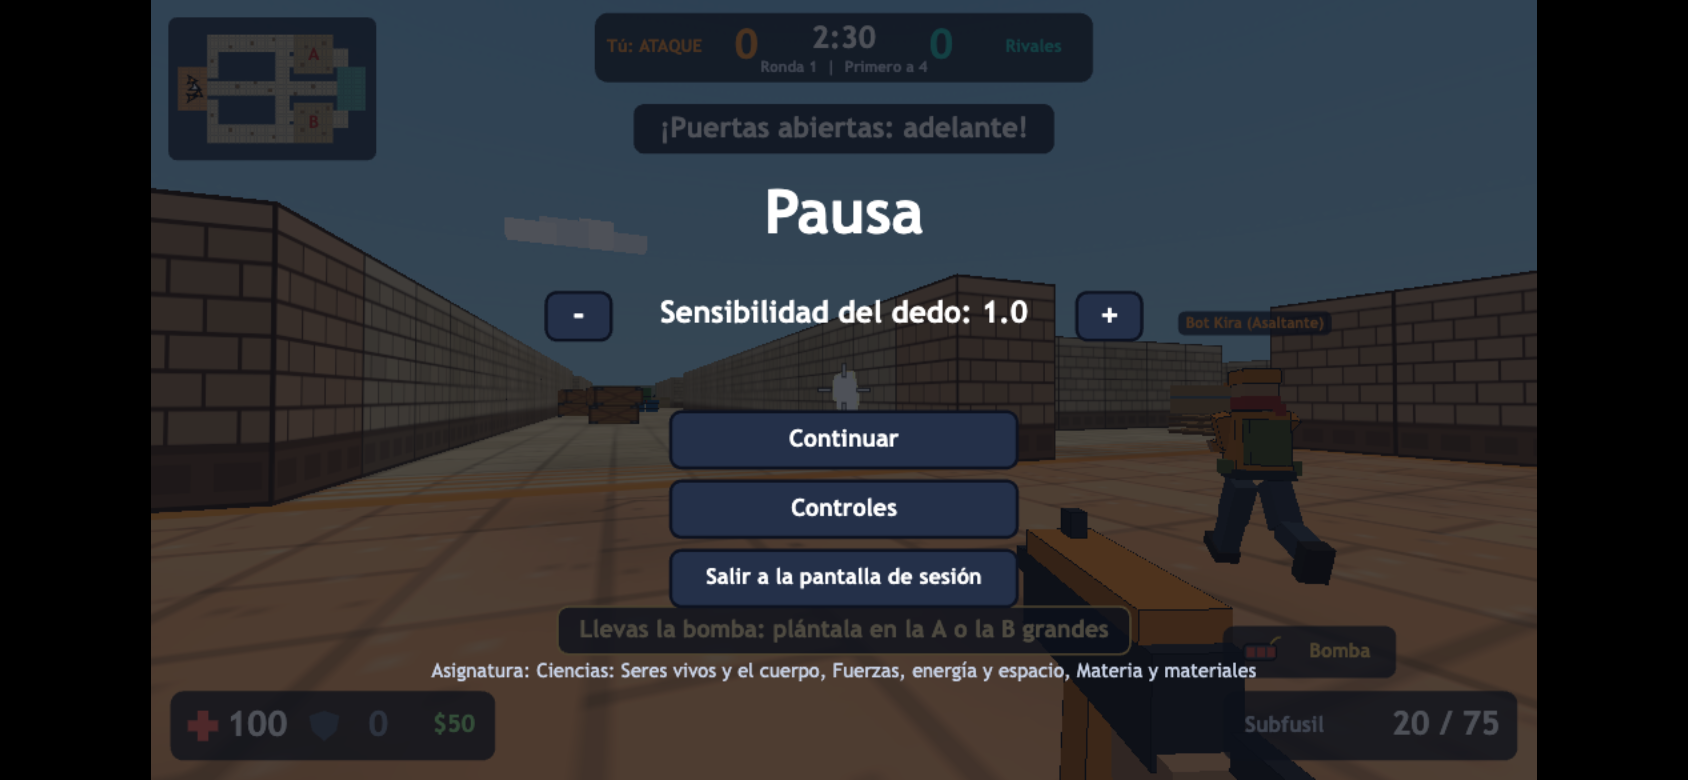 A
B
Tú: ATAQUE 0 2:30 0 Rivales
Ronda 1 | Primero a 4
¡Puertas abiertas: adelante!
Pausa
- Sensibilidad del dedo: 1.0 +
Bot Kira (Asaltante)
Continuar
Controles
Salir a la pantalla de sesión
Llevas la bomba: plántala en la A o la B grandes
Bomba
Asignatura: Ciencias: Seres vivos y el cuerpo, Fuerzas, energía y espacio, Materia y materiales
100 0 $50
Subfusil 20 / 75